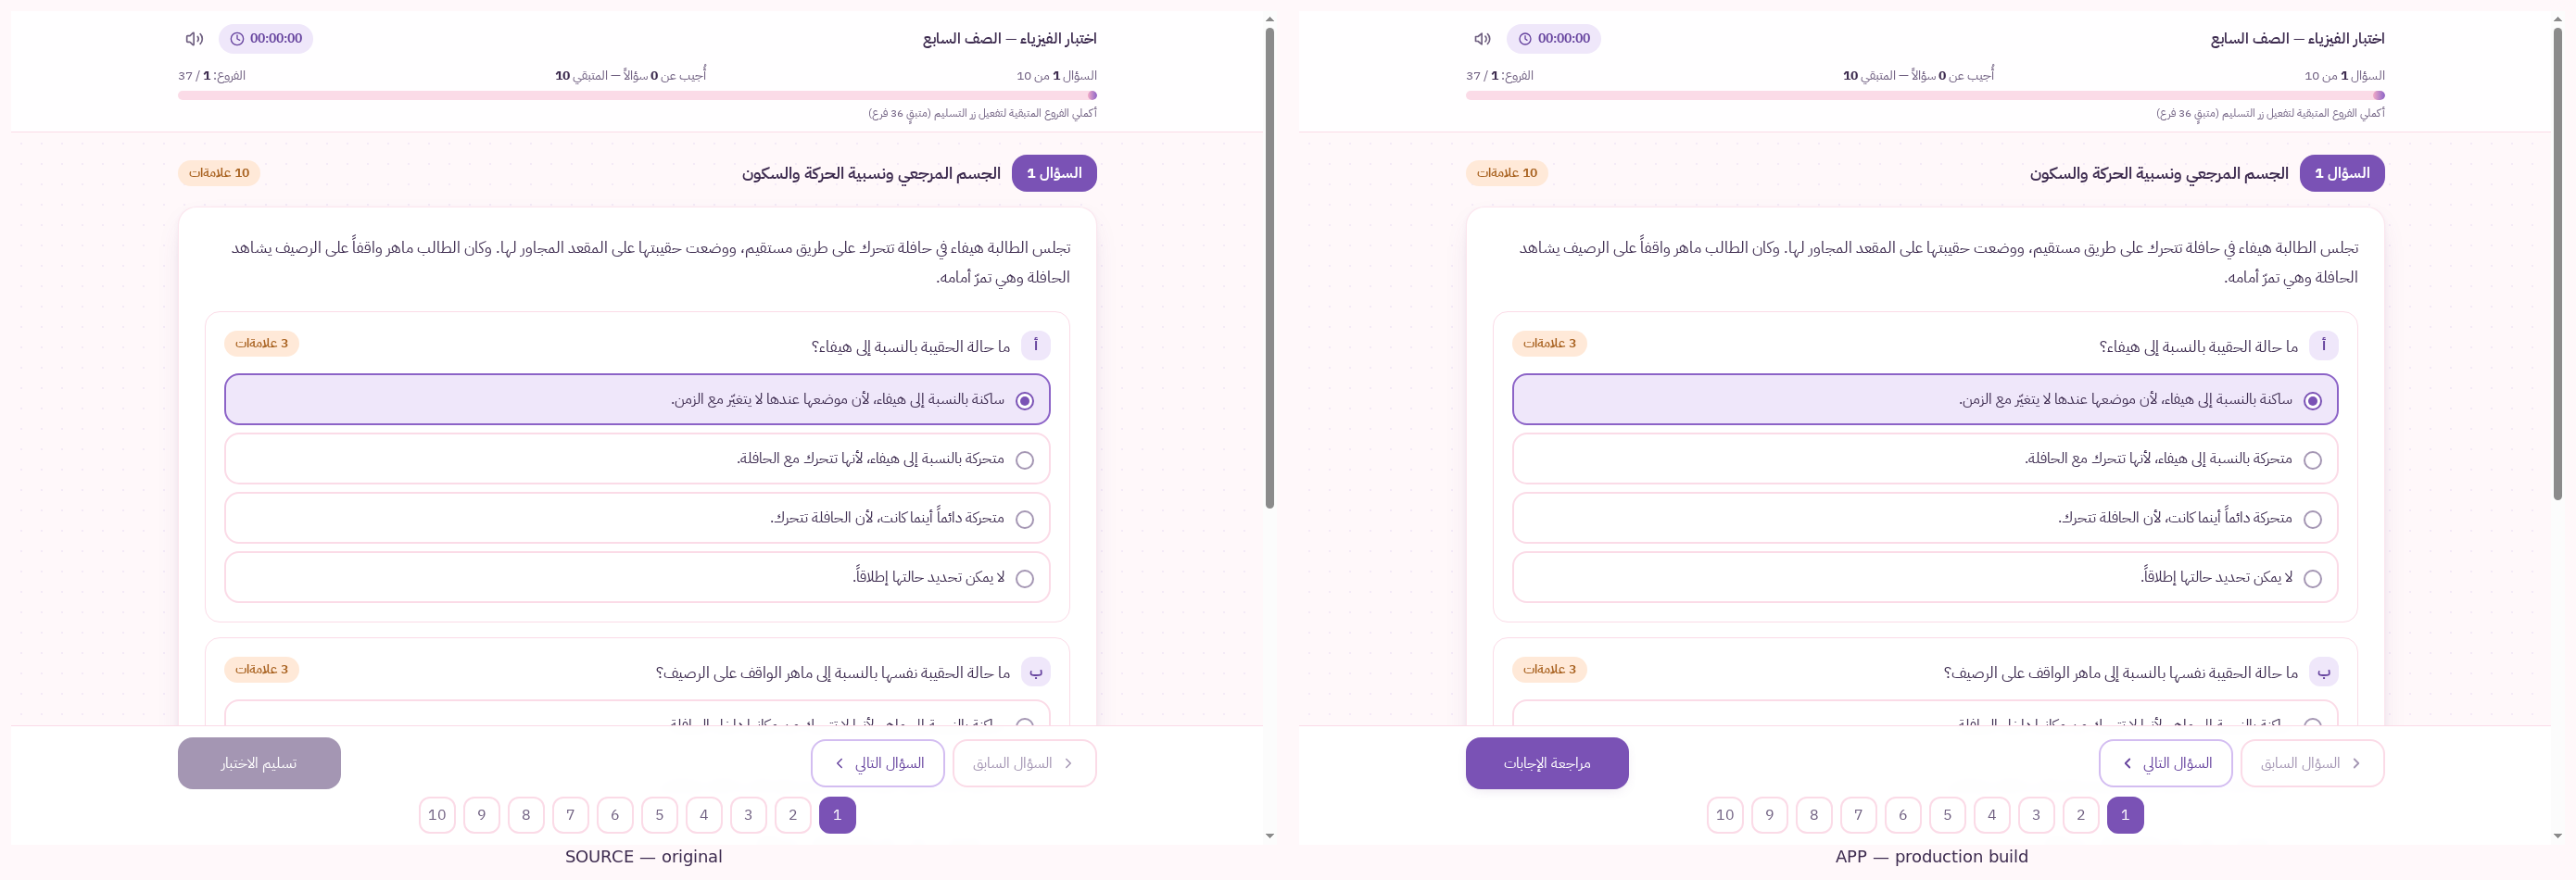 اختبار الفيزياء — الصف السابع
00:00:00
السؤال 1 من 10
أُجيب عن 0 سؤالاً — المتبقي 10
الفروع: 1 / 37
أكملي الفروع المتبقية لتفعيل زر التسليم (متبقٍ 36 فرع)
السؤال 1
الجسم المرجعي ونسبية الحركة والسكون
10 علامات
تجلس الطالبة هيفاء في حافلة تتحرك على طريق مستقيم، ووضعت حقيبتها على المقعد المجاور لها. وكان الطالب ماهر واقفاً على الرصيف يشاهد
الحافلة وهي تمرّ أمامه.
أ
ما حالة الحقيبة بالنسبة إلى هيفاء؟
3 علامات
ساكنة بالنسبة إلى هيفاء، لأن موضعها عندها لا يتغيّر مع الزمن.
متحركة بالنسبة إلى هيفاء، لأنها تتحرك مع الحافلة.
متحركة دائماً أينما كانت، لأن الحافلة تتحرك.
لا يمكن تحديد حالتها إطلاقاً.
ب
ما حالة الحقيبة نفسها بالنسبة إلى ماهر الواقف على الرصيف؟
3 علامات
السؤال السابق
السؤال التالي
تسليم الاختبار
1 2 3 4 5 6 7 8 9 10
SOURCE — original
اختبار الفيزياء — الصف السابع
00:00:00
السؤال 1 من 10
أُجيب عن 0 سؤالاً — المتبقي 10
الفروع: 1 / 37
أكملي الفروع المتبقية لتفعيل زر التسليم (متبقٍ 36 فرع)
السؤال 1
الجسم المرجعي ونسبية الحركة والسكون
10 علامات
تجلس الطالبة هيفاء في حافلة تتحرك على طريق مستقيم، ووضعت حقيبتها على المقعد المجاور لها. وكان الطالب ماهر واقفاً على الرصيف يشاهد
الحافلة وهي تمرّ أمامه.
أ
ما حالة الحقيبة بالنسبة إلى هيفاء؟
3 علامات
ساكنة بالنسبة إلى هيفاء، لأن موضعها عندها لا يتغيّر مع الزمن.
متحركة بالنسبة إلى هيفاء، لأنها تتحرك مع الحافلة.
متحركة دائماً أينما كانت، لأن الحافلة تتحرك.
لا يمكن تحديد حالتها إطلاقاً.
ب
ما حالة الحقيبة نفسها بالنسبة إلى ماهر الواقف على الرصيف؟
3 علامات
السؤال السابق
السؤال التالي
مراجعة الإجابات
1 2 3 4 5 6 7 8 9 10
APP — production build